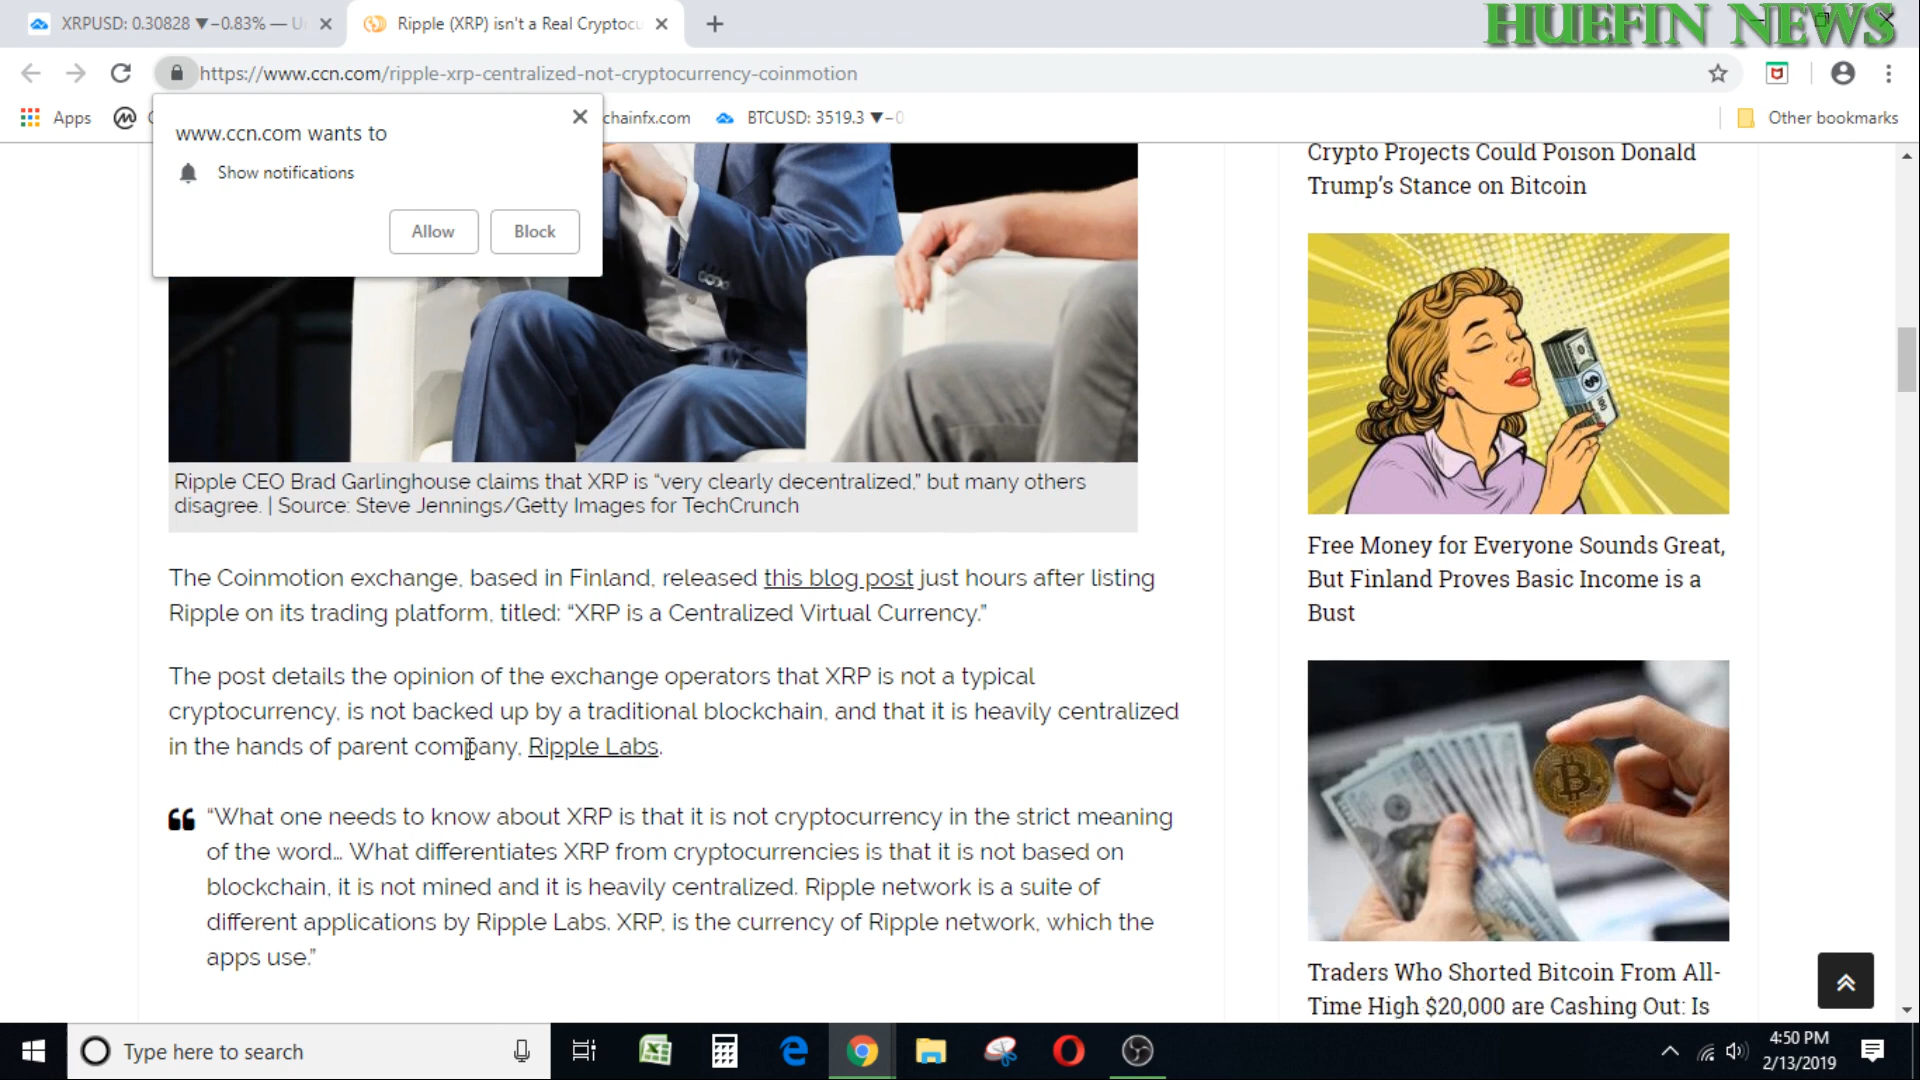 XRPUSD: 0.30828 ▼−0.83% — U
Ripple (XRP) isn't a Real Cryptocu
HUEFIN NEWS
https://www.ccn.com/ripple-xrp-centralized-not-cryptocurrency-coinmotion
Apps
chainfx.com
BTCUSD: 3519.3 ▼−0
Other bookmarks
www.ccn.com wants to
Show notifications
Allow
Block
Ripple CEO Brad Garlinghouse claims that XRP is “very clearly decentralized,” but many others
disagree. | Source: Steve Jennings/Getty Images for TechCrunch
The Coinmotion exchange, based in Finland, released this blog post just hours after listing
Ripple on its trading platform, titled: “XRP is a Centralized Virtual Currency.”
The post details the opinion of the exchange operators that XRP is not a typical
cryptocurrency, is not backed up by a traditional blockchain, and that it is heavily centralized
in the hands of parent company, Ripple Labs.
“What one needs to know about XRP is that it is not cryptocurrency in the strict meaning
of the word… What differentiates XRP from cryptocurrencies is that it is not based on
blockchain, it is not mined and it is heavily centralized. Ripple network is a suite of
different applications by Ripple Labs. XRP, is the currency of Ripple network, which the
apps use.”
Crypto Projects Could Poison Donald
Trump’s Stance on Bitcoin
Free Money for Everyone Sounds Great,
But Finland Proves Basic Income is a
Bust
Traders Who Shorted Bitcoin From All-
Time High $20,000 are Cashing Out: Is
Type here to search
4:50 PM
2/13/2019